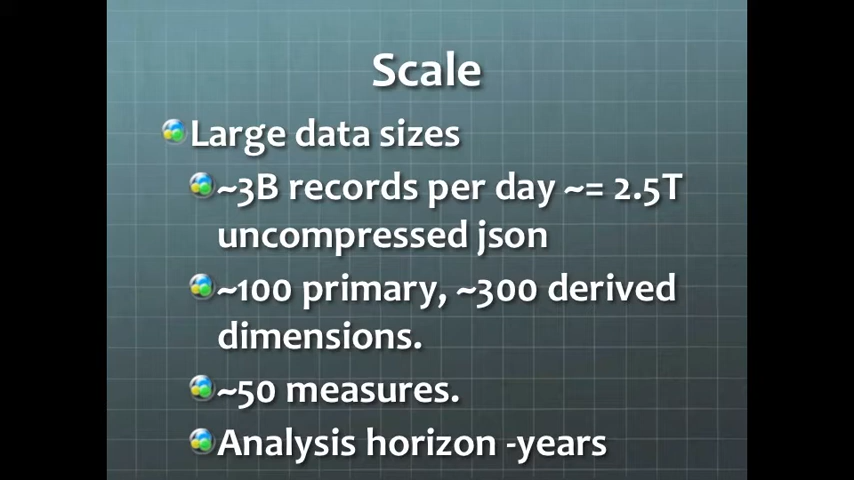 Scale
Large data sizes
~3B records per day ~= 2.5T
uncompressed json
~100 primary, ~300 derived
dimensions.
~50 measures.
Analysis horizon -years